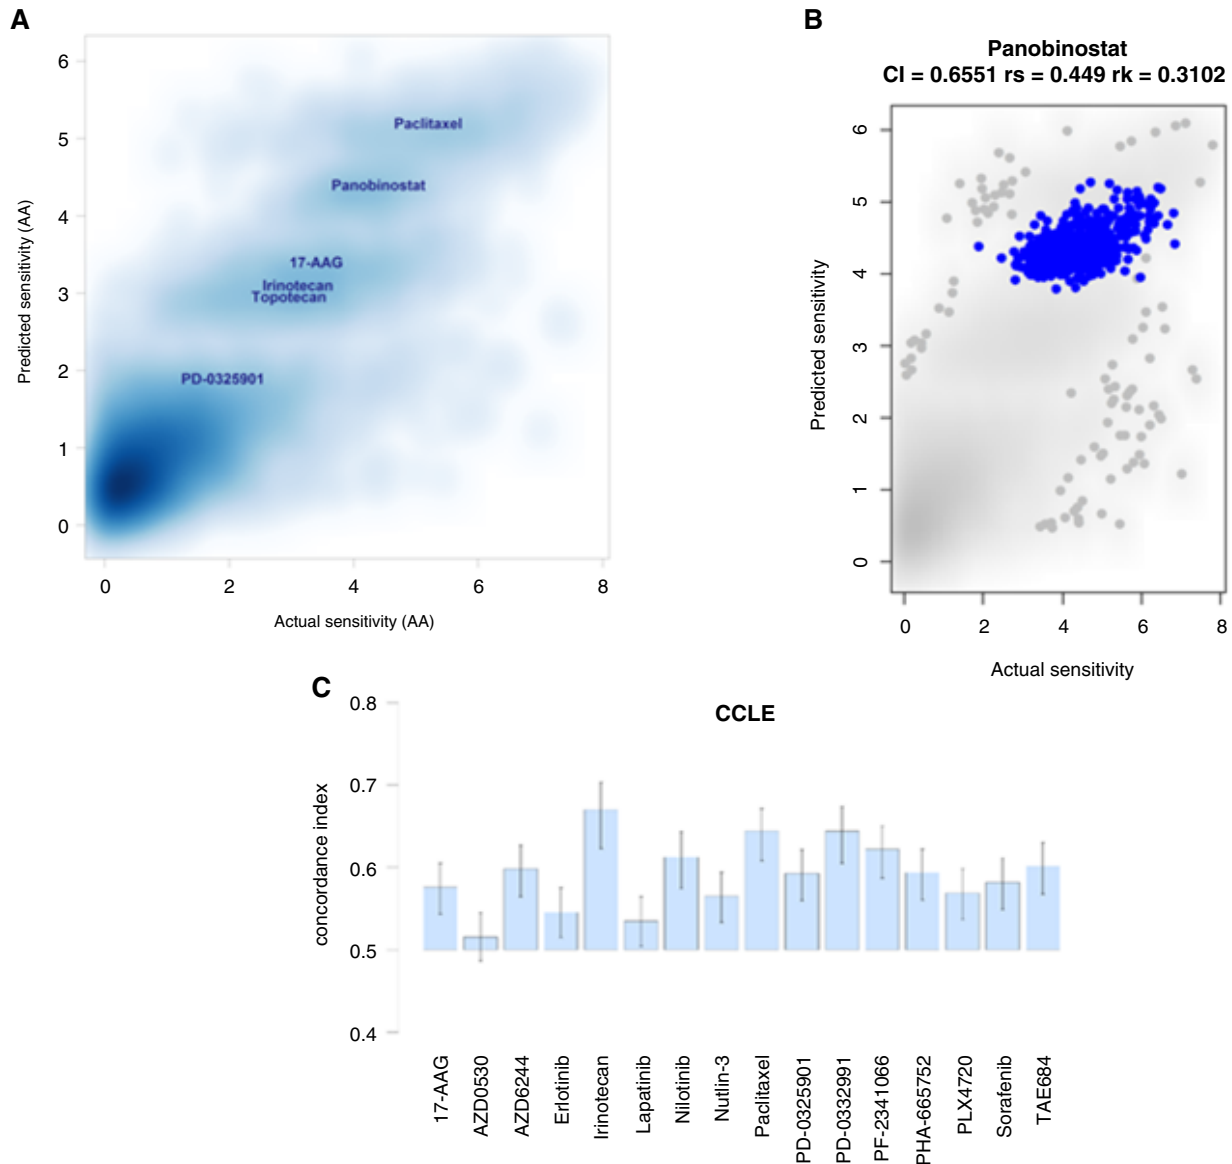 A
6
5
4
3
2
1
0
Predicted sensitivity (AA)
Paclitaxel
Panobinostat
17-AAG
Irinotecan
Topotecan
PD-0325901
0 2 4 6 8
Actual sensitivity (AA)
B
Panobinostat
CI = 0.6551 rs = 0.449 rk = 0.3102
6
5
4
3
2
1
0
Predicted sensitivity
0 2 4 6 8
Actual sensitivity
C
CCLE
0.8
0.7
0.6
0.5
0.4
concordance index
17-AAG
AZD0530
AZD6244
Erlotinib
Irinotecan
Lapatinib
Nilotinib
Nutlin-3
Paclitaxel
PD-0325901
PD-0332991
PF-2341066
PHA-665752
PLX4720
Sorafenib
TAE684